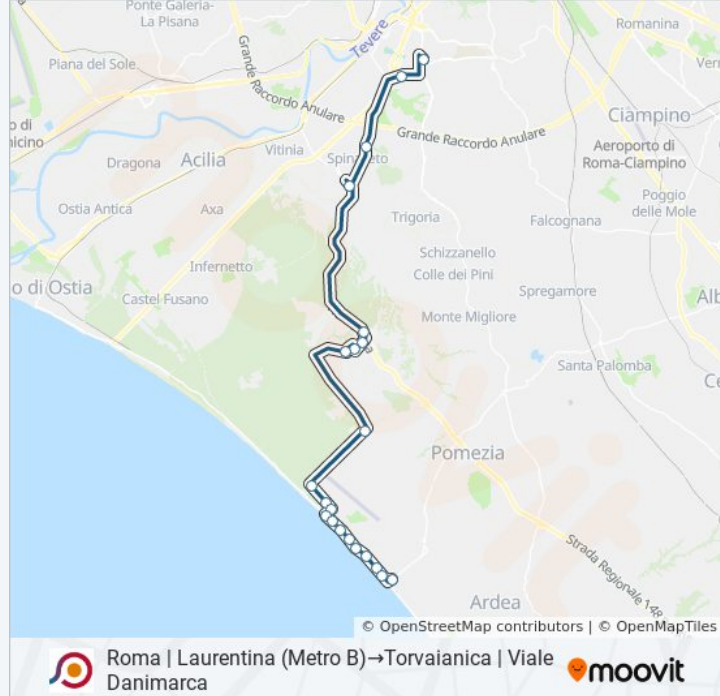 Ponte Galeria-
La Pisana
Romanina
Tevere
Piana del Sole
Grande Raccordo Anulare
Ciampino
Grande Raccordo Anulare
o di
nicino
Vitinia
Dragona
Acilia
Aeroporto di
Roma-Ciampino
Ostia Antica
Axa
Trigoria
Falcognana
Poggio
delle Mole
Schizzanello
Infernetto
Colle dei Pini
o di Ostia
Castel Fusano
Spregamore
Alb
Monte Migliore
Santa Palomba
Ce
Pomezia
Strada Regionale 148
Ardea
© OpenStreetMap contributors | © OpenMapTiles
Roma | Laurentina (Metro B)→Torvaianica | Viale
Danimarca
moovit